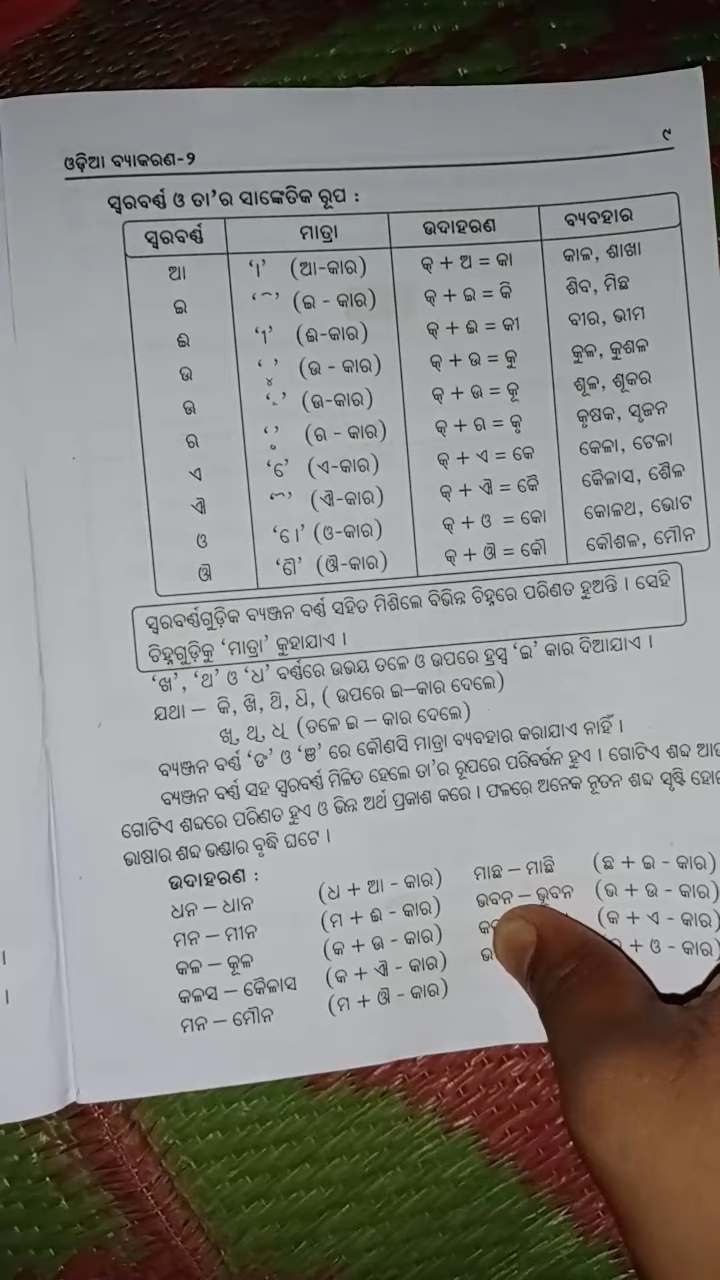 ଓଡ଼ିଆ ବ୍ୟାକରଣ-୨ ୯
ସ୍ୱରବର୍ଣ୍ଣ ଓ ତା'ର ସାଙ୍କେତିକ ରୂପ :
ସ୍ୱରବର୍ଣ୍ଣ ମାତ୍ରା ଉଦାହରଣ ବ୍ୟବହାର
ଆ ‘ା’ (ଆ-କାର) କ୍ + ଅ = କା କାଳ, ଶାଖା
ଇ ‘ି’ (ଇ - କାର) କ୍ + ଇ = କି ଶିବ, ମିଛ
ଈ ‘ୀ’ (ଈ-କାର) କ୍ + ଈ = କୀ ବୀର, ଭୀମ
ଉ ‘ୁ’ (ଉ - କାର) କ୍ + ଉ = କୁ କୁଳ, କୁଶଳ
ଊ ‘ୂ’ (ଊ-କାର) କ୍ + ଊ = କୂ ଶୂଳ, ଶୂକର
ଋ ‘ୃ’ (ଋ - କାର) କ୍ + ଋ = କୃ କୃଷକ, ସୃଜନ
ଏ ‘େ’ (ଏ-କାର) କ୍ + ଏ = କେ କେଳା, ଟେଳା
ଐ ‘ୈ’ (ଐ-କାର) କ୍ + ଐ = କୈ କୈଳାସ, ଶୈଳ
ଓ ‘ୋ’ (ଓ-କାର) କ୍ + ଓ = କୋ କୋଳଥ, ଭୋଟ
ଔ ‘ୌ’ (ଔ-କାର) କ୍ + ଔ = କୌ କୌଶଳ, ମୌନ
ସ୍ୱରବର୍ଣ୍ଣଗୁଡ଼ିକ ବ୍ୟଞ୍ଜନ ବର୍ଣ୍ଣ ସହିତ ମିଶିଲେ ବିଭିନ୍ନ ଚିହ୍ନରେ ପରିଣତ ହୁଅନ୍ତି । ସେହି
ଚିହ୍ନଗୁଡ଼ିକୁ ‘ମାତ୍ରା’ କୁହାଯାଏ ।
‘ଖ’, ‘ଥ’ ଓ ‘ଧ’ ବର୍ଣ୍ଣରେ ଉଭୟ ତଳେ ଓ ଉପରେ ହ୍ରସ୍ୱ ‘ଇ’ କାର ଦିଆଯାଏ ।
ଯଥା – କି, ଖି, ଥି, ଧି, ( ଉପରେ ଇ–କାର ଦେଲେ)
ଖି, ଥି, ଧି (ତଳେ ଇ – କାର ଦେଲେ)
ବ୍ୟଞ୍ଜନ ବର୍ଣ୍ଣ ‘ଙ’ ଓ ‘ଞ’ ରେ କୌଣସି ମାତ୍ରା ବ୍ୟବହାର କରାଯାଏ ନାହିଁ ।
ବ୍ୟଞ୍ଜନ ବର୍ଣ୍ଣ ସହ ସ୍ୱରବର୍ଣ୍ଣ ମିଳିତ ହେଲେ ତା'ର ରୂପରେ ପରିବର୍ତ୍ତନ ହୁଏ । ଗୋଟିଏ ଶବ୍ଦ
ଗୋଟିଏ ଶବ୍ଦରେ ପରିଣତ ହୁଏ ଓ ଭିନ୍ନ ଅର୍ଥ ପ୍ରକାଶ କରେ । ଫଳରେ ଅନେକ ନୂତନ ଶବ୍ଦ ସୃଷ୍ଟି
ଭାଷାର ଶବ୍ଦ ଭଣ୍ଡାର ବୃଦ୍ଧି ଘଟେ ।
ଉଦାହରଣ :
ଧନ – ଧାନ (ଧ + ଆ - କାର) ମାଛ – ମାଛି (ଛ + ଇ - କାର)
ମନ – ମୀନ (ମ + ଈ - କାର) ଭବନ – ଭୁବନ (ଭ + ଉ - କାର)
କଳ – କୂଳ (କ + ଊ - କାର) (କ + ଏ - କାର)
କଳସ – କୈଳାସ (କ + ଐ - କାର) + ଓ - କାର)
ମନ – ମୌନ (ମ + ଔ - କାର)